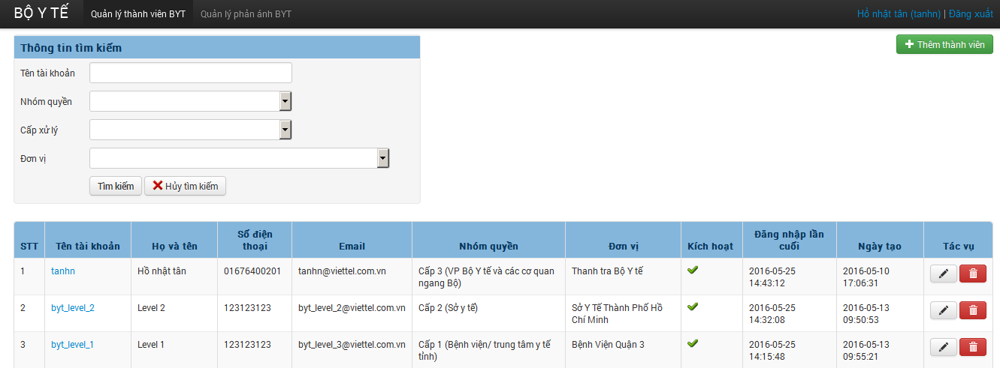 BỘ Y TẾ Quản lý thành viên BYT Quản lý phản ánh BYT Hồ nhật tân (tanhn) | Đăng xuất
Thông tin tìm kiếm
Thêm thành viên
Tên tài khoản
Nhóm quyền
Cấp xử lý
Đơn vị
Tìm kiếm Hủy tìm kiếm
STT Tên tài khoản Họ và tên Số điện thoại Email Nhóm quyền Đơn vị Kích hoạt Đăng nhập lần cuối Ngày tạo Tác vụ
1 tanhn Hồ nhật tân 01676400201 tanhn@viettel.com.vn Cấp 3 (VP Bộ Y tế và các cơ quan Thanh tra Bộ Y tế 2016-05-25 2016-05-10
ngang Bộ) 14:43:12 17:06:31
2 byt_level_2 Level 2 123123123 byt_level_2@viettel.com.vn Cấp 2 (Sở y tế) Sở Y Tế Thành Phố Hồ 2016-05-25 2016-05-13
Chí Minh 14:32:08 09:50:53
3 byt_level_1 Level 1 123123123 byt_level_3@viettel.com.vn Cấp 1 (Bệnh viện/ trung tâm y tế Bệnh Viện Quận 3 2016-05-25 2016-05-13
tỉnh) 14:15:48 09:55:21